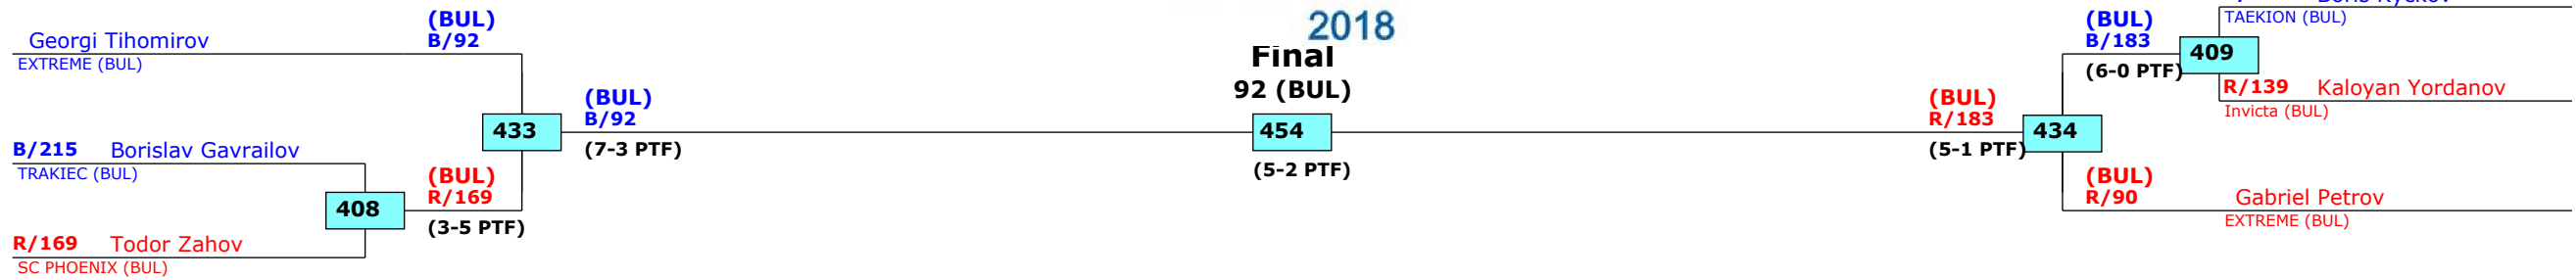 2018
Final
92 (BUL)
454
(5-2 PTF)
(BUL)
B/92
Georgi Tihomirov
EXTREME (BUL)
433
(BUL)
B/92
(7-3 PTF)
B/215 Borislav Gavrailov
TRAKIEC (BUL)
408
(BUL)
R/169
(3-5 PTF)
R/169 Todor Zahov
SC PHOENIX (BUL)
(BUL)
R/183
(5-1 PTF)
434
(BUL)
B/183
(6-0 PTF)
409
TAEKION (BUL)
R/139 Kaloyan Yordanov
Invicta (BUL)
(BUL)
R/90
Gabriel Petrov
EXTREME (BUL)